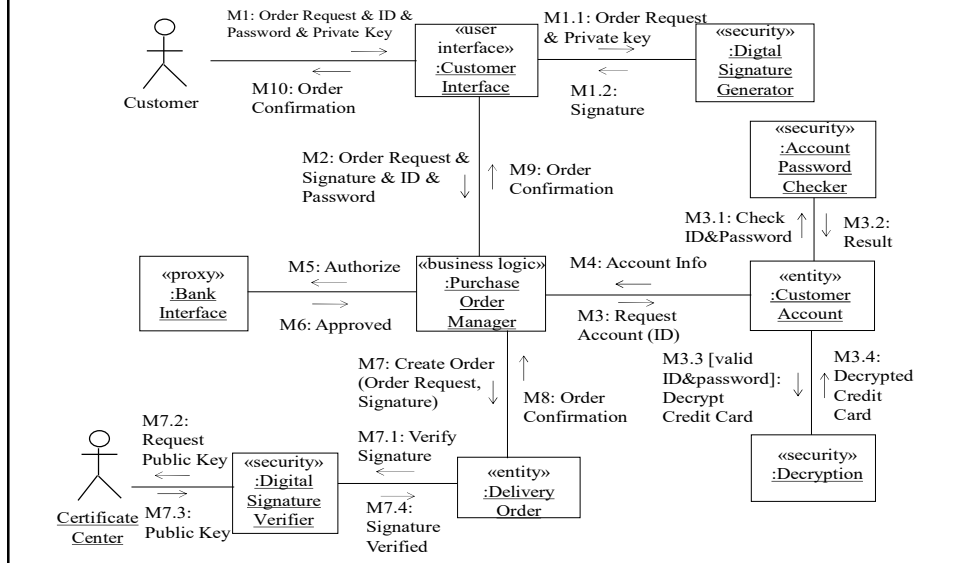 M1: Order Request & ID &
Password & Private Key
M10: Order
Confirmation
Customer
«user
interface»
:Customer
Interface
M1.1: Order Request
& Private key
M1.2:
Signature
«security»
:Digtal
Signature
Generator
M2: Order Request &
Signature & ID &
Password
M9: Order
Confirmation
«security»
:Account
Password
Checker
M3.1: Check
ID&Password
M3.2:
Result
«proxy»
:Bank
Interface
M5: Authorize
M6: Approved
«business logic»
:Purchase
Order
Manager
M4: Account Info
M3: Request
Account (ID)
«entity»
:Customer
Account
M7: Create Order
(Order Request,
Signature)
M8: Order
Confirmation
M3.3 [valid
ID&password]:
Decrypt
Credit Card
M3.4:
Decrypted
Credit
Card
«security»
:Decryption
M7.2:
Request
Public Key
M7.3:
Public Key
Certificate
Center
«security»
:Digital
Signature
Verifier
M7.1: Verify
Signature
M7.4:
Signature
Verified
«entity»
:Delivery
Order